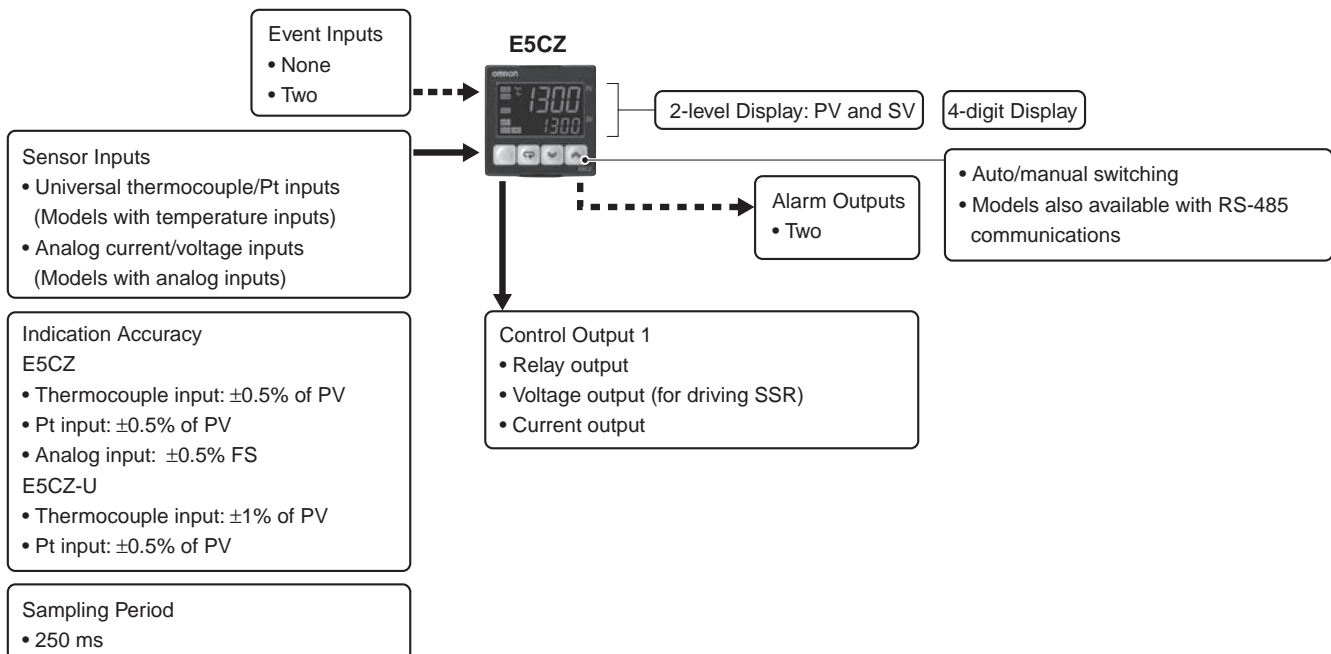 Event Inputs
• None
• Two
E5CZ
omron
°C
1300
PV
1300
2-level Display: PV and SV
4-digit Display
Sensor Inputs
• Universal thermocouple/Pt inputs
(Models with temperature inputs)
• Analog current/voltage inputs
(Models with analog inputs)
Alarm Outputs
• Two
• Auto/manual switching
• Models also available with RS-485
communications
Indication Accuracy
E5CZ
• Thermocouple input: ±0.5% of PV
• Pt input: ±0.5% of PV
• Analog input: ±0.5% FS
E5CZ-U
• Thermocouple input: ±1% of PV
• Pt input: ±0.5% of PV
Control Output 1
• Relay output
• Voltage output (for driving SSR)
• Current output
Sampling Period
• 250 ms